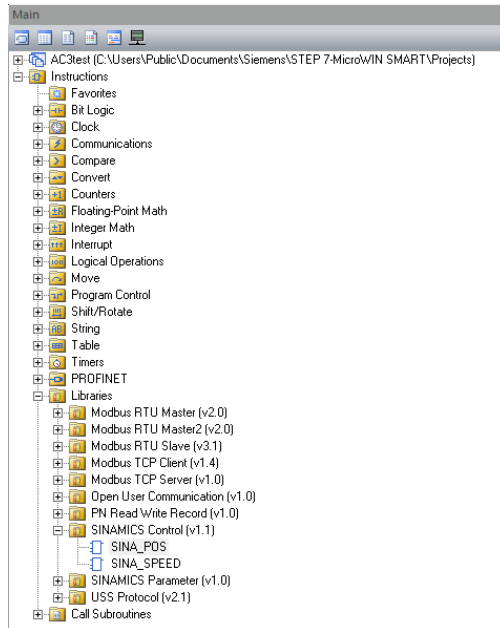 Main
AC3test (C:\Users\Public\Documents\Siemens\STEP 7-MicroWIN SMART\Projects)
Instructions
Favorites
Bit Logic
Clock
Communications
Compare
Convert
Counters
Floating-Point Math
Integer Math
Interrupt
Logical Operations
Move
Program Control
Shift/Rotate
String
Table
Timers
PROFINET
Libraries
Modbus RTU Master (v2.0)
Modbus RTU Master2 (v2.0)
Modbus RTU Slave (v3.1)
Modbus TCP Client (v1.4)
Modbus TCP Server (v1.0)
Open User Communication (v1.0)
PN Read Write Record (v1.0)
SINAMICS Control (v1.1)
SINA_POS
SINA_SPEED
SINAMICS Parameter (v1.0)
USS Protocol (v2.1)
Call Subroutines